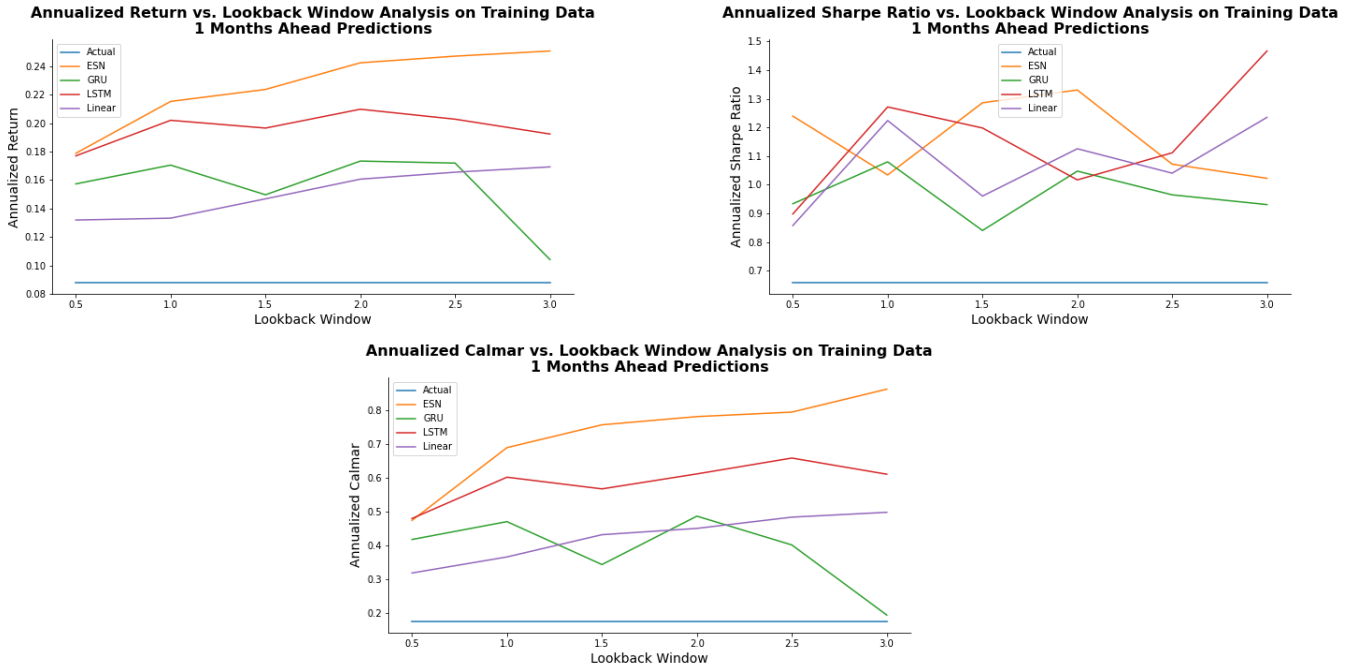 Annualized Return vs. Lookback Window Analysis on Training Data
1 Months Ahead Predictions
Annualized Return
0.24
0.22
0.20
0.18
0.16
0.14
0.12
0.10
0.08
Actual
ESN
GRU
LSTM
Linear
0.5 1.0 1.5 2.0 2.5 3.0
Lookback Window
Annualized Sharpe Ratio vs. Lookback Window Analysis on Training Data
1 Months Ahead Predictions
Annualized Sharpe Ratio
1.5
1.4
1.3
1.2
1.1
1.0
0.9
0.8
0.7
Actual
ESN
GRU
LSTM
Linear
0.5 1.0 1.5 2.0 2.5 3.0
Lookback Window
Annualized Calmar vs. Lookback Window Analysis on Training Data
1 Months Ahead Predictions
Annualized Calmar
0.8
0.7
0.6
0.5
0.4
0.3
0.2
Actual
ESN
GRU
LSTM
Linear
0.5 1.0 1.5 2.0 2.5 3.0
Lookback Window